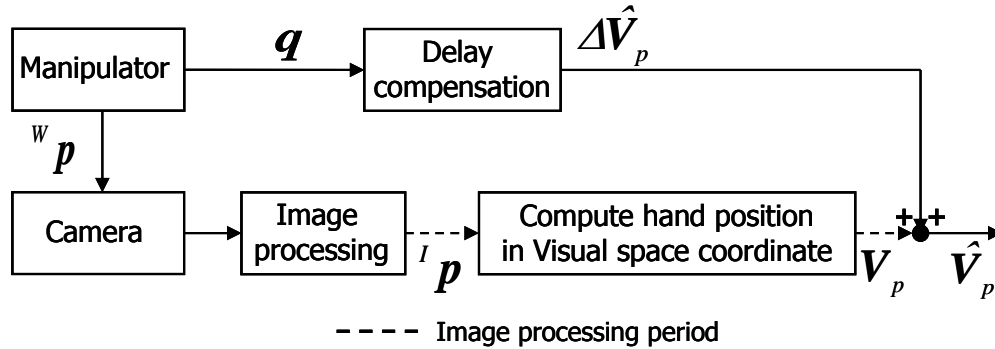 Manipulator
q
Delay
compensation
ΔV̂p
Wp
Camera
Image
processing
Ip
Compute hand position
in Visual space coordinate
Vp
+ +
V̂p
Image processing period